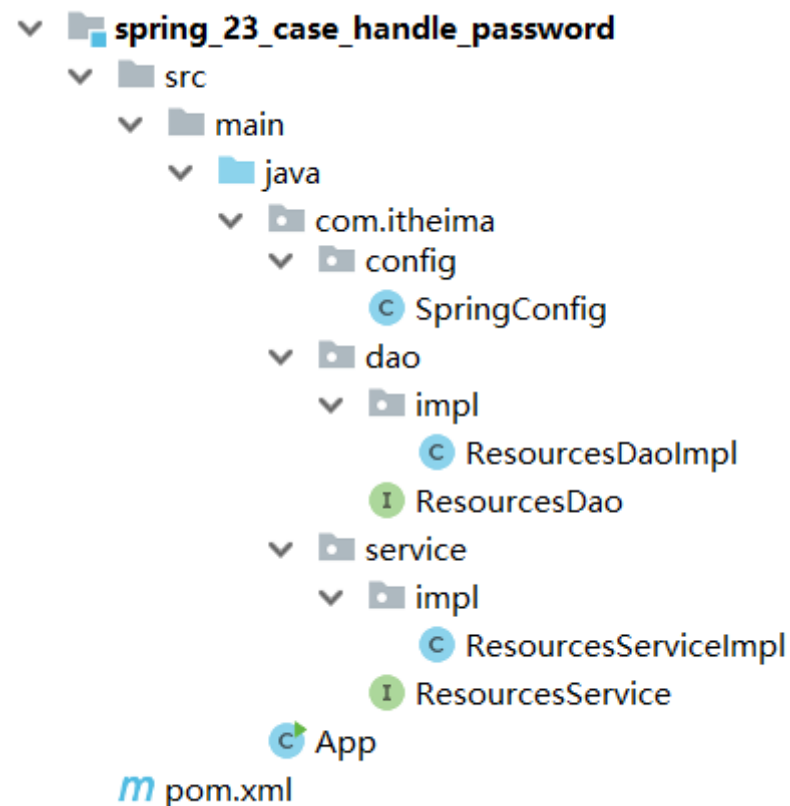 spring_23_case_handle_password
src
main
java
com.itheima
config
C SpringConfig
dao
impl
C ResourcesDaoImpl
I ResourcesDao
service
impl
C ResourcesServiceImpl
I ResourcesService
C App
m pom.xml